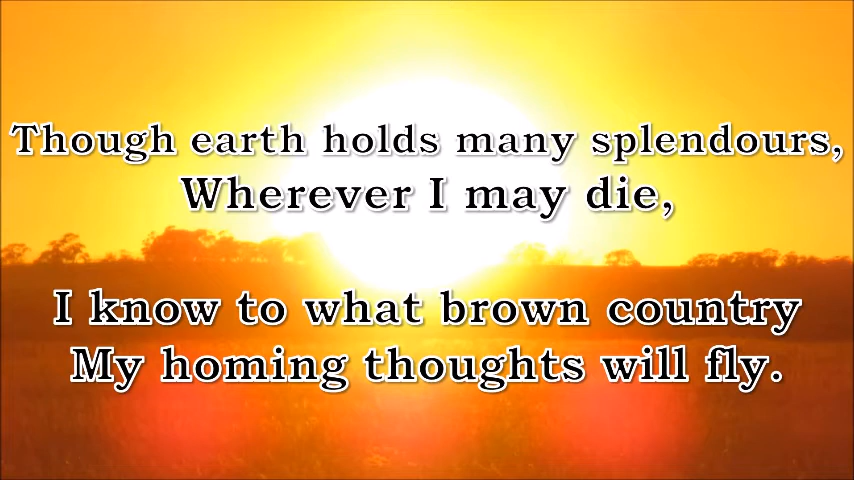 Though earth holds many splendours,
Wherever I may die,
I know to what brown country
My homing thoughts will fly.